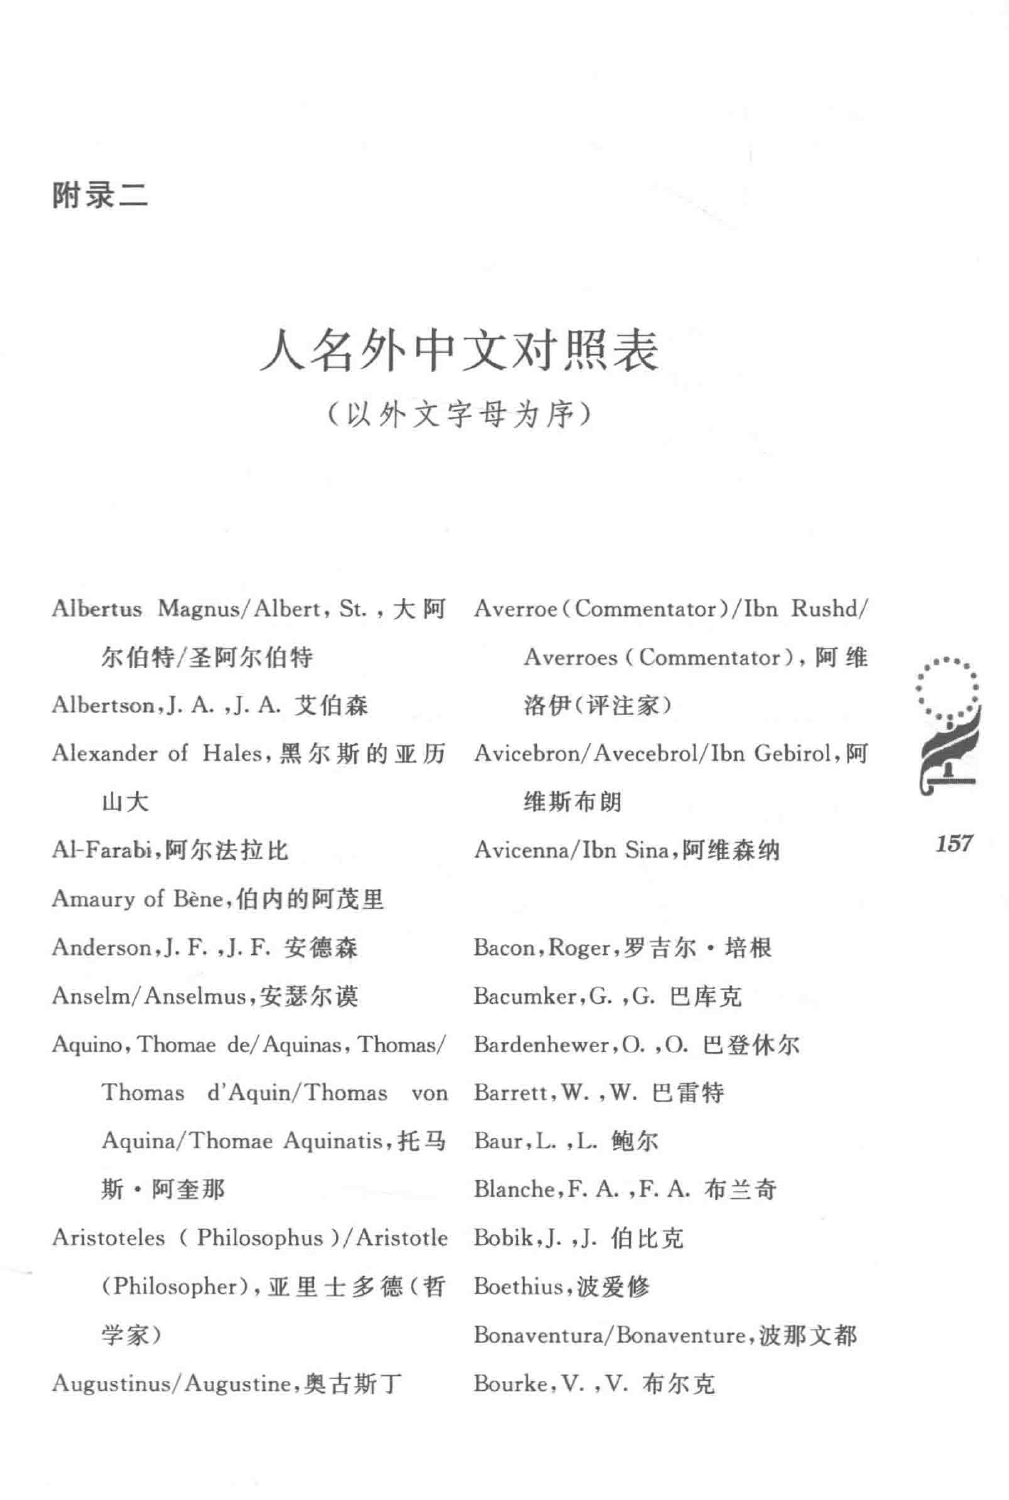 附录二
人名外中文对照表
(以外文字母为序)
Albertus Magnus/Albert, St. ,大阿
尔伯特/圣阿尔伯特
Albertson,J. A. ,J. A. 艾伯森
Alexander of Hales,黑尔斯的亚历
山大
Al-Farabi,阿尔法拉比
Amaury of Bène,伯内的阿茂里
Anderson,J. F. ,J. F. 安德森
Anselm/Anselmus,安瑟尔谟
Aquino, Thomae de/Aquinas, Thomas/
Thomas d'Aquin/Thomas von
Aquina/Thomae Aquinatis,托马
斯·阿奎那
Aristoteles ( Philosophus )/Aristotle
(Philosopher),亚里士多德(哲
学家)
Augustinus/Augustine,奥古斯丁
Averroe(Commentator)/Ibn Rushd/
Averroes(Commentator),阿维
洛伊(评注家)
Avicebron/Avecebrol/Ibn Gebirol,阿
维斯布朗
Avicenna/Ibn Sina,阿维森纳
Bacon,Roger,罗吉尔·培根
Bacumker,G. ,G. 巴库克
Bardenhewer,O. ,O. 巴登休尔
Barrett,W. ,W. 巴雷特
Baur,L. ,L. 鲍尔
Blanche,F. A. ,F. A. 布兰奇
Bobik,J. ,J. 伯比克
Boethius,波爱修
Bonaventura/Bonaventure,波那文都
Bourke,V. ,V. 布尔克
157